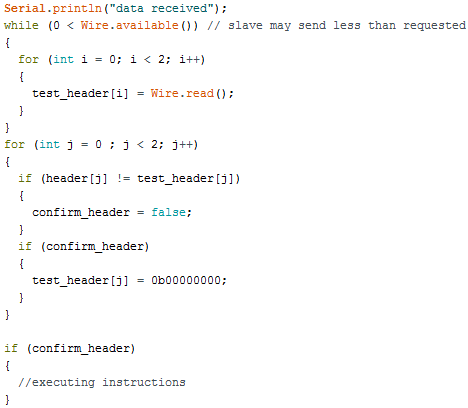 Serial.println("data received");
while (0 < Wire.available()) // slave may send less than requested
{
  for (int i = 0; i < 2; i++)
  {
    test_header[i] = Wire.read();
  }
}
for (int j = 0 ; j < 2; j++)
{
  if (header[j] != test_header[j])
  {
    confirm_header = false;
  }
  if (confirm_header)
  {
    test_header[j] = 0b00000000;
  }
}

if (confirm_header)
{
  //executing instructions
}